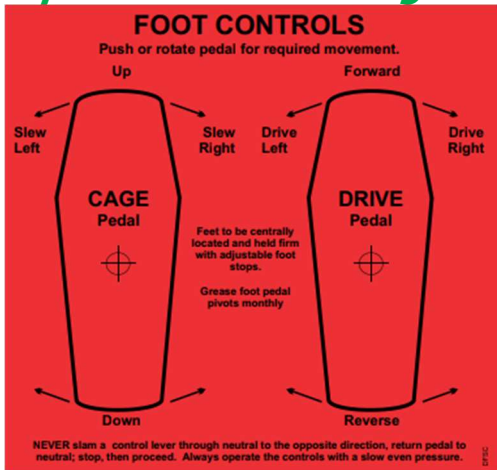 FOOT CONTROLS
Push or rotate pedal for required movement.
Up
Forward
Slew
Left
Slew
Right
Drive
Left
Drive
Right
CAGE
Pedal
DRIVE
Pedal
Feet to be centrally
located and held firm
with adjustable foot
stops.
Grease foot pedal
pivots monthly
Down
Reverse
NEVER slam a control lever through neutral to the opposite direction, return pedal to
neutral; stop, then proceed. Always operate the controls with a slow even pressure.